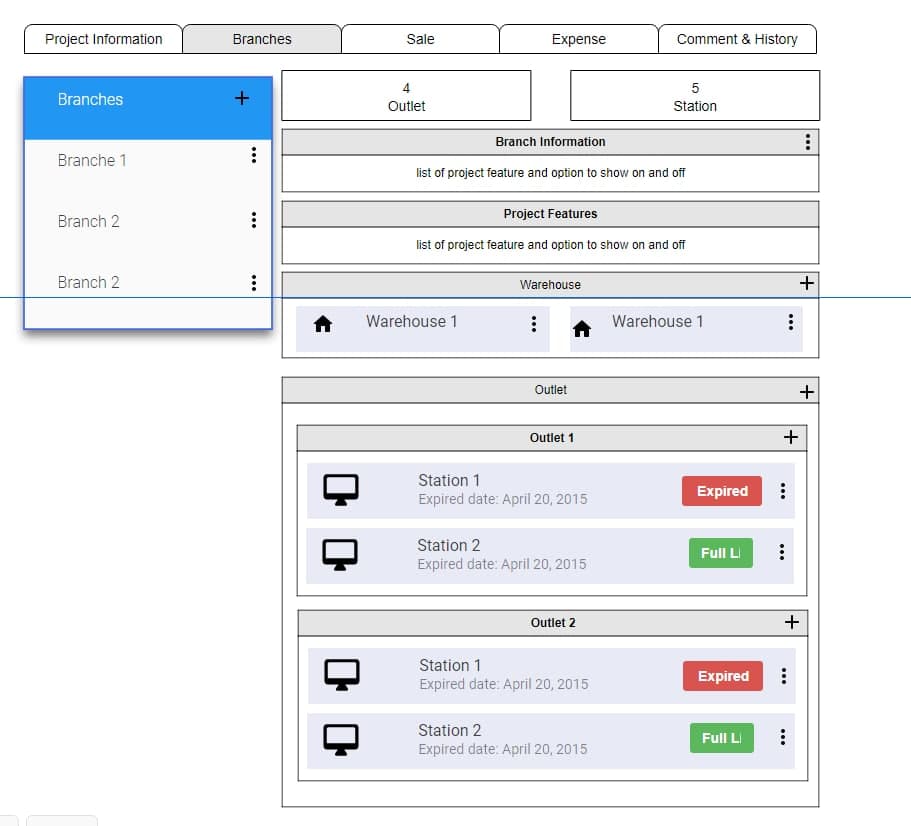 Project Information
Branches
Sale
Expense
Comment & History
Branches
Branche 1
Branch 2
Branch 2
4
Outlet
5
Station
Branch Information
list of project feature and option to show on and off
Project Features
list of project feature and option to show on and off
Warehouse
Warehouse 1
Warehouse 1
Outlet
Outlet 1
Station 1
Expired date: April 20, 2015
Expired
Station 2
Expired date: April 20, 2015
Full Li
Outlet 2
Station 1
Expired date: April 20, 2015
Expired
Station 2
Expired date: April 20, 2015
Full Li